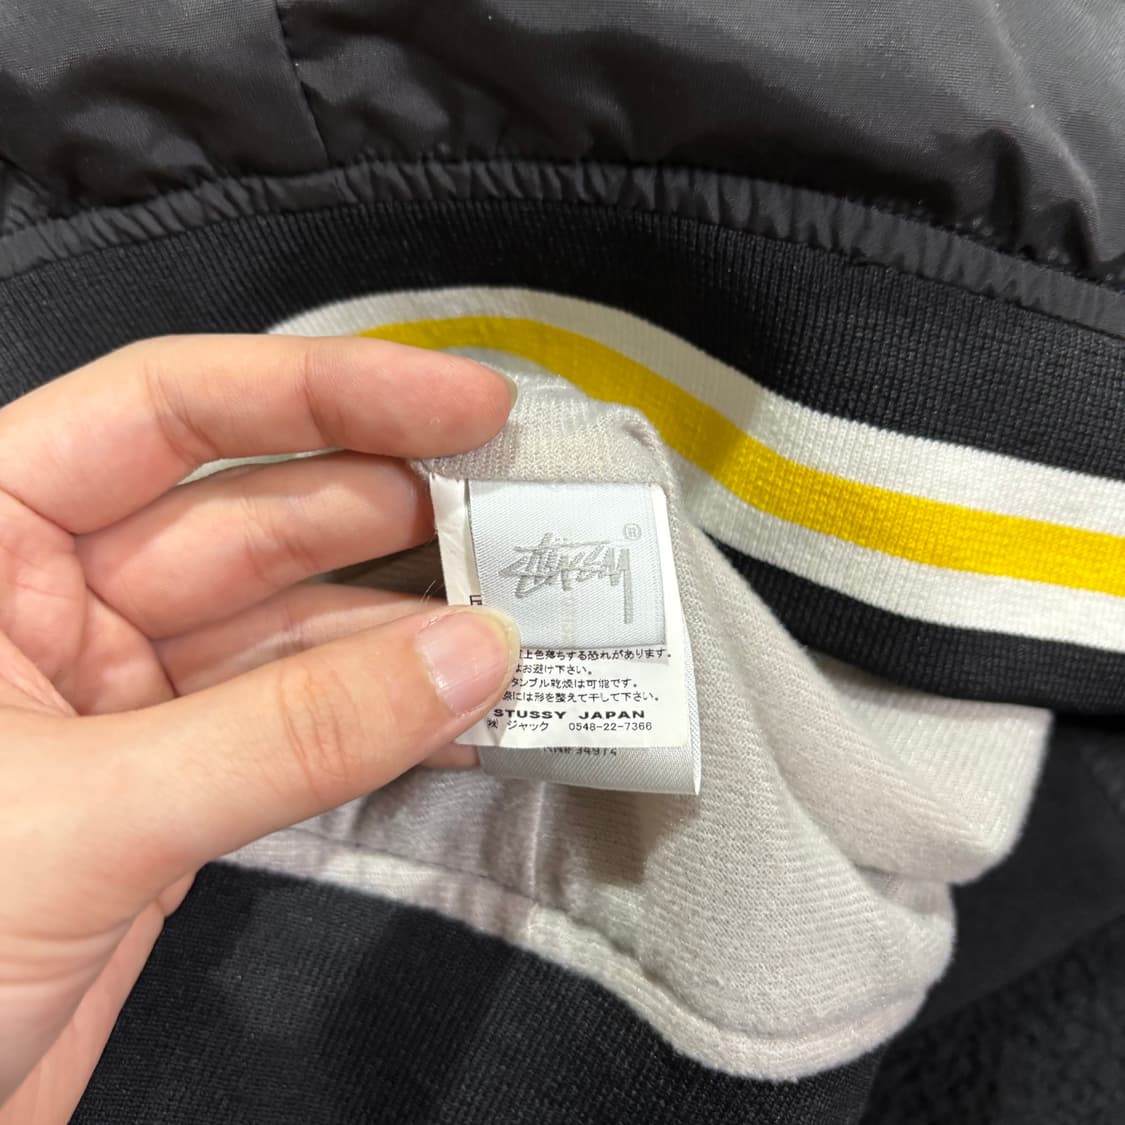 STÜSSY ®
上色落ちする恐れがあります。
お避け下さい。
タンブル乾燥は可能です。
には形を整えて干して下さい。
STUSSY JAPAN
㈱ ジャック 0548-22-7366